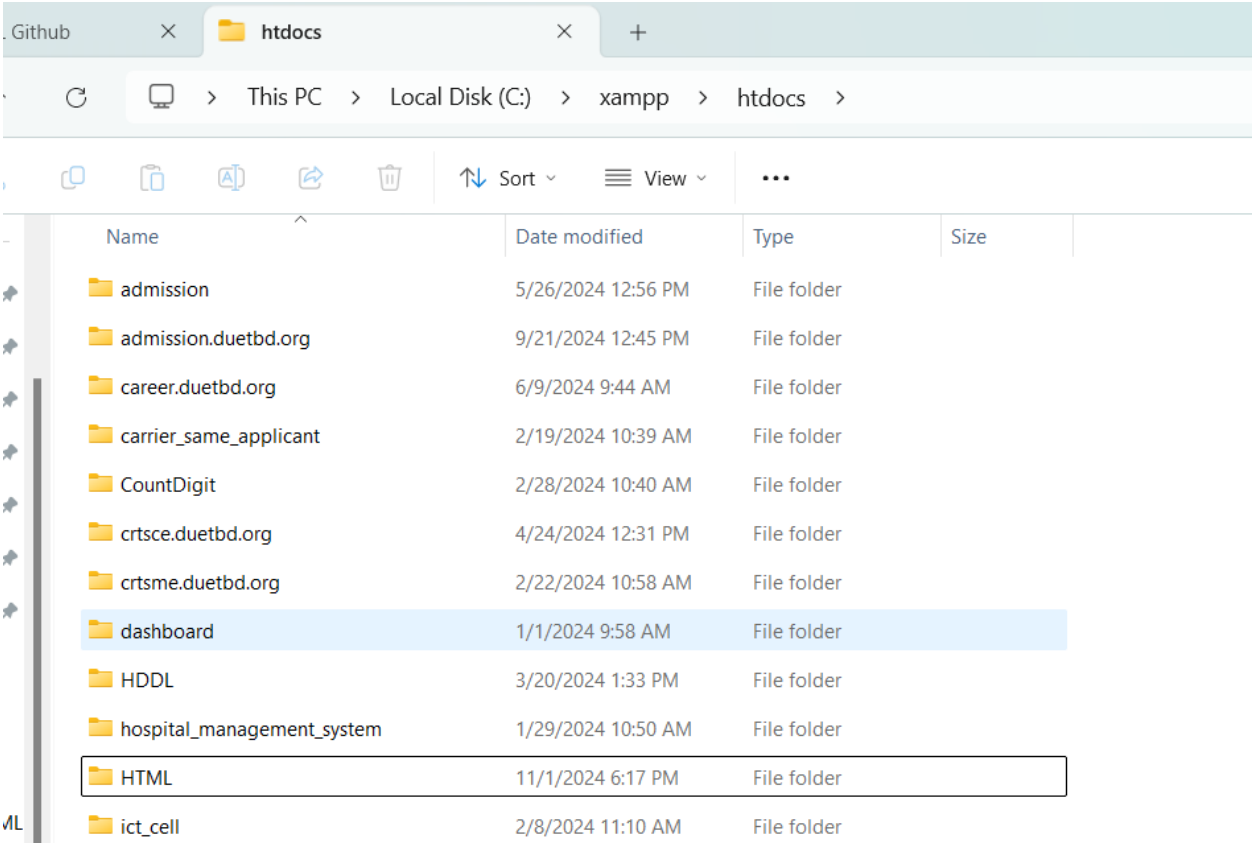 . Github htdocs
This PC > Local Disk (C:) > xampp > htdocs >
Sort View ...
Name Date modified Type Size
admission 5/26/2024 12:56 PM File folder
admission.duetbd.org 9/21/2024 12:45 PM File folder
career.duetbd.org 6/9/2024 9:44 AM File folder
carrier_same_applicant 2/19/2024 10:39 AM File folder
CountDigit 2/28/2024 10:40 AM File folder
crtsce.duetbd.org 4/24/2024 12:31 PM File folder
crtsme.duetbd.org 2/22/2024 10:58 AM File folder
dashboard 1/1/2024 9:58 AM File folder
HDDL 3/20/2024 1:33 PM File folder
hospital_management_system 1/29/2024 10:50 AM File folder
HTML 11/1/2024 6:17 PM File folder
ML ict_cell 2/8/2024 11:10 AM File folder